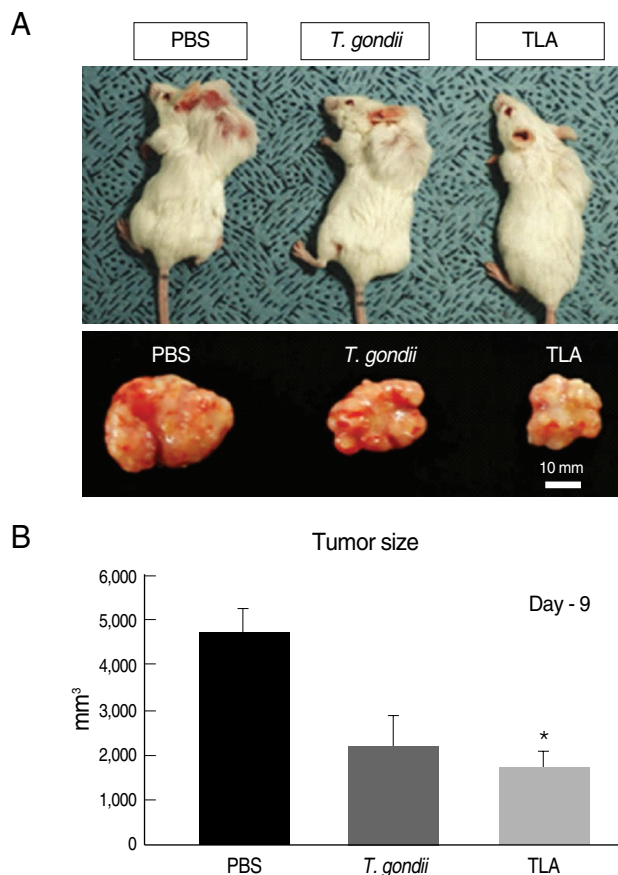 A
PBS T. gondii TLA
PBS T. gondii TLA
10 mm
B
Tumor size
Day - 9
6,000
5,000
4,000
3,000
2,000
1,000
0
mm³
*
PBS T. gondii TLA